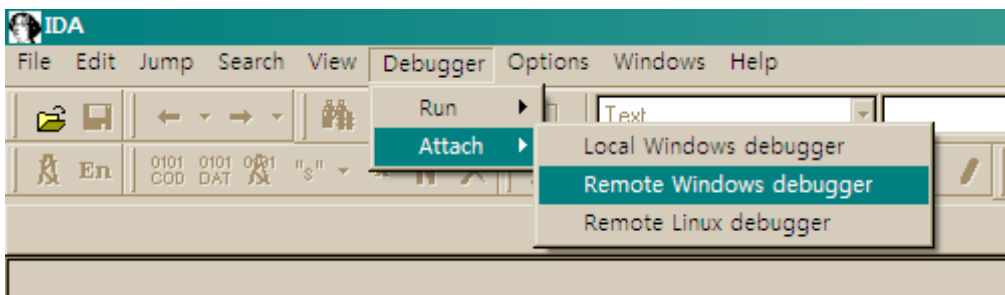 IDA
File Edit Jump Search View Debugger Options Windows Help
Run
Text
Attach
Local Windows debugger
En
0101 COD
0101 DAT
"s"
Remote Windows debugger
Remote Linux debugger